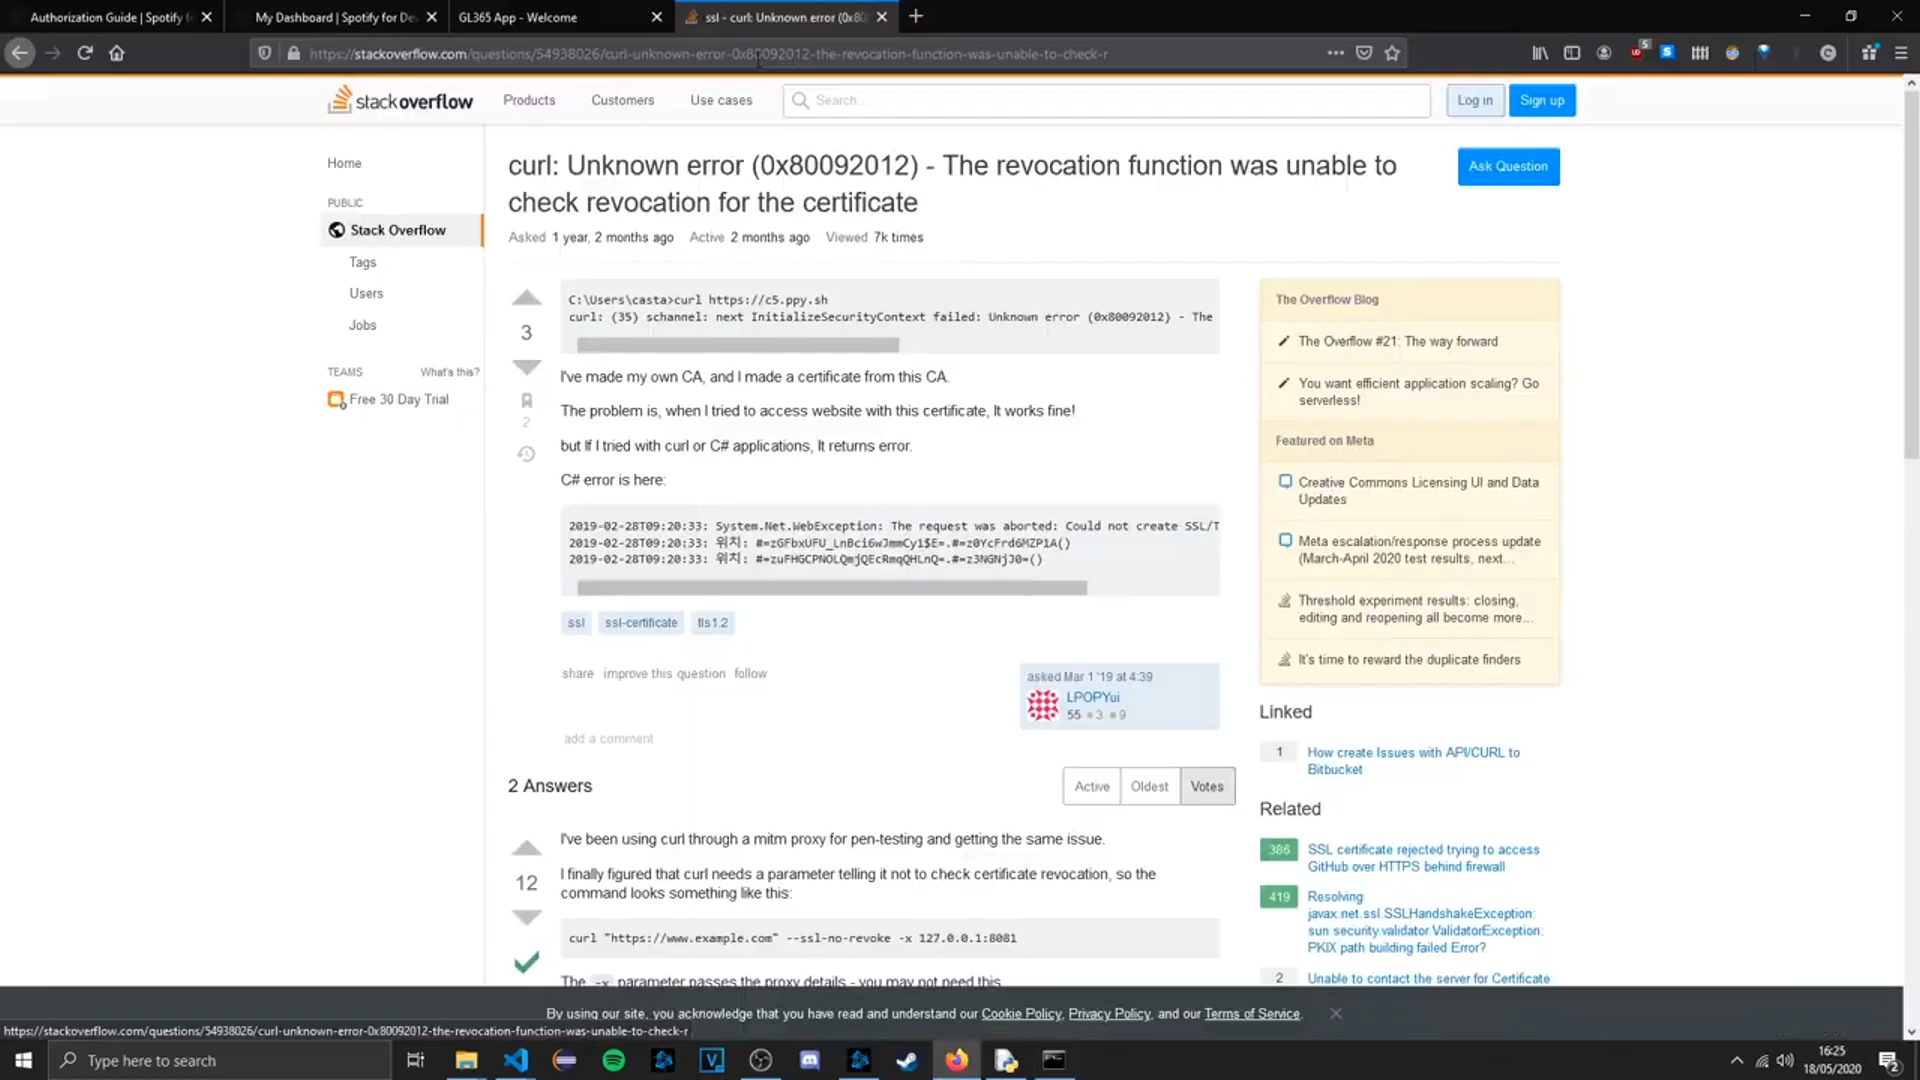 Authorization Guide | Spotify f
My Dashboard | Spotify for De
GL365 App - Welcome
ssl - curl: Unknown error (0x80
https://stackoverflow.com/questions/54938026/curl-unknown-error-0x80092012-the-revocation-function-was-unable-to-check-r
5
stackoverflow
Products
Customers
Use cases
Search...
Log in
Sign up
Home
PUBLIC
Stack Overflow
Tags
Users
Jobs
TEAMS
What's this?
Free 30 Day Trial
curl: Unknown error (0x80092012) - The revocation function was unable to
check revocation for the certificate
Ask Question
Asked 1 year, 2 months ago Active 2 months ago Viewed 7k times
3
2
C:\Users\casta>curl https://c5.ppy.sh
curl: (35) schannel: next InitializeSecurityContext failed: Unknown error (0x80092012) - The
I've made my own CA, and I made a certificate from this CA.
The problem is, when I tried to access website with this certificate, It works fine!
but If I tried with curl or C# applications, It returns error.
C# error is here:
2019-02-28T09:20:33: System.Net.WebException: The request was aborted: Could not create SSL/T
2019-02-28T09:20:33: 위치: #=zGFbxUFU_LnBci6wJmmCy1$E=.#=z0YcFrd6MZP1A()
2019-02-28T09:20:33: 위치: #=zuFHGCPNOLQmjQEcRmqQHLnQ=.#=z3NGNjJ0=()
ssl
ssl-certificate
tls1.2
share improve this question follow
asked Mar 1 '19 at 4:39
LPOPYui
55 3 9
add a comment
2 Answers
Active
Oldest
Votes
12
I've been using curl through a mitm proxy for pen-testing and getting the same issue.
I finally figured that curl needs a parameter telling it not to check certificate revocation, so the
command looks something like this:
curl "https://www.example.com" --ssl-no-revoke -x 127.0.0.1:8081
The -x parameter passes the proxy details - you may not need this.
The Overflow Blog
The Overflow #21: The way forward
You want efficient application scaling? Go
serverless!
Featured on Meta
Creative Commons Licensing UI and Data
Updates
Meta escalation/response process update
(March-April 2020 test results, next...
Threshold experiment results: closing,
editing and reopening all become more...
It's time to reward the duplicate finders
Linked
1
How create Issues with API/CURL to
Bitbucket
Related
386
SSL certificate rejected trying to access
GitHub over HTTPS behind firewall
419
Resolving
javax.net.ssl.SSLHandshakeException:
sun.security.validator.ValidatorException:
PKIX path building failed Error?
2
Unable to contact the server for Certificate
By using our site, you acknowledge that you have read and understand our Cookie Policy, Privacy Policy, and our Terms of Service.
https://stackoverflow.com/questions/54938026/curl-unknown-error-0x80092012-the-revocation-function-was-unable-to-check-r
Type here to search
16:25
18/05/2020
2